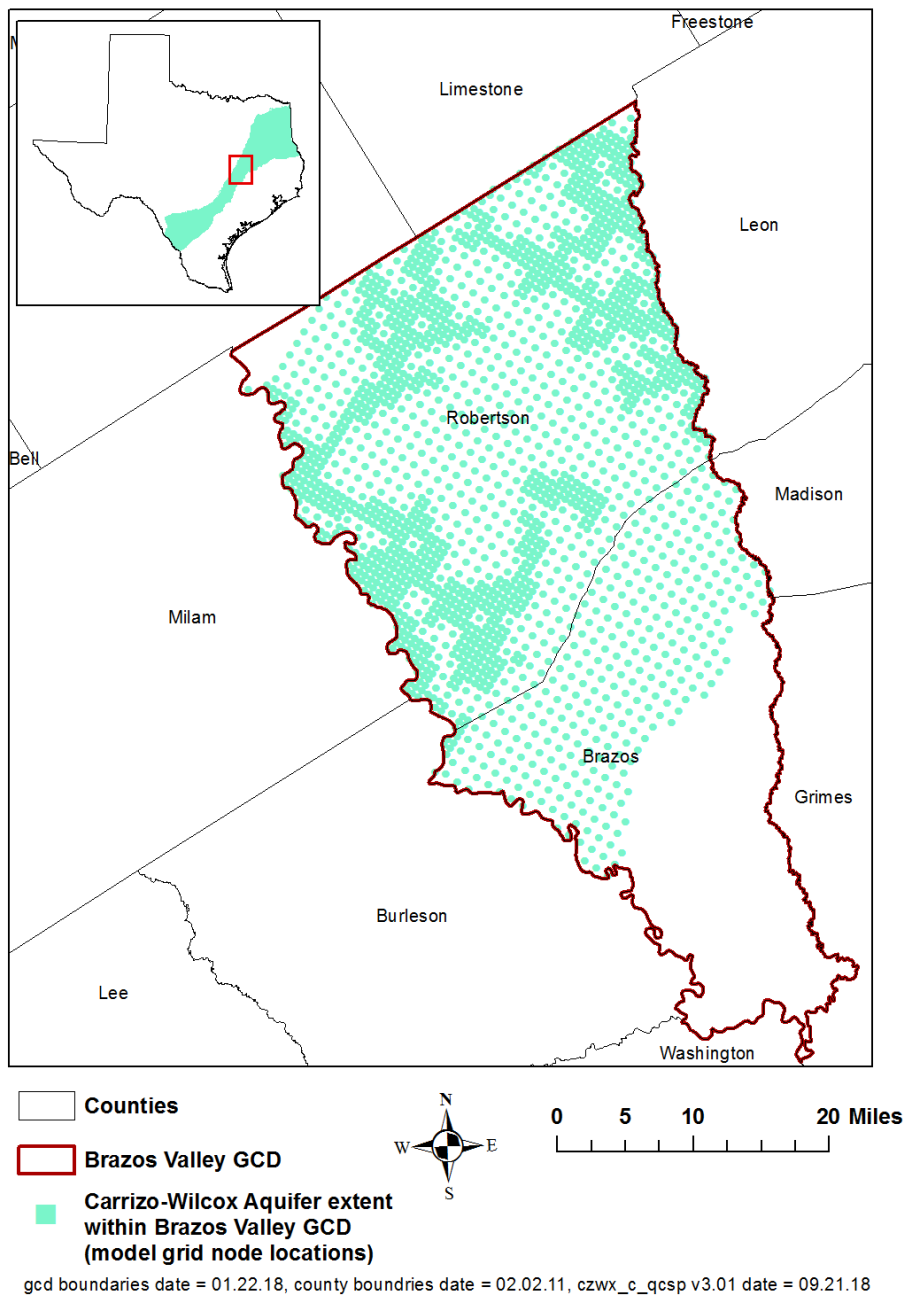 Freestone
Limestone
Leon
Robertson
Bell
Madison
Milam
Brazos
Grimes
Burleson
Lee
Washington
Counties
Brazos Valley GCD
Carrizo-Wilcox Aquifer extent
within Brazos Valley GCD
(model grid node locations)
N
W
E
S
0 5 10 20 Miles
gcd boundaries date = 01.22.18, county boundries date = 02.02.11, czwx_c_qcsp v3.01 date = 09.21.18